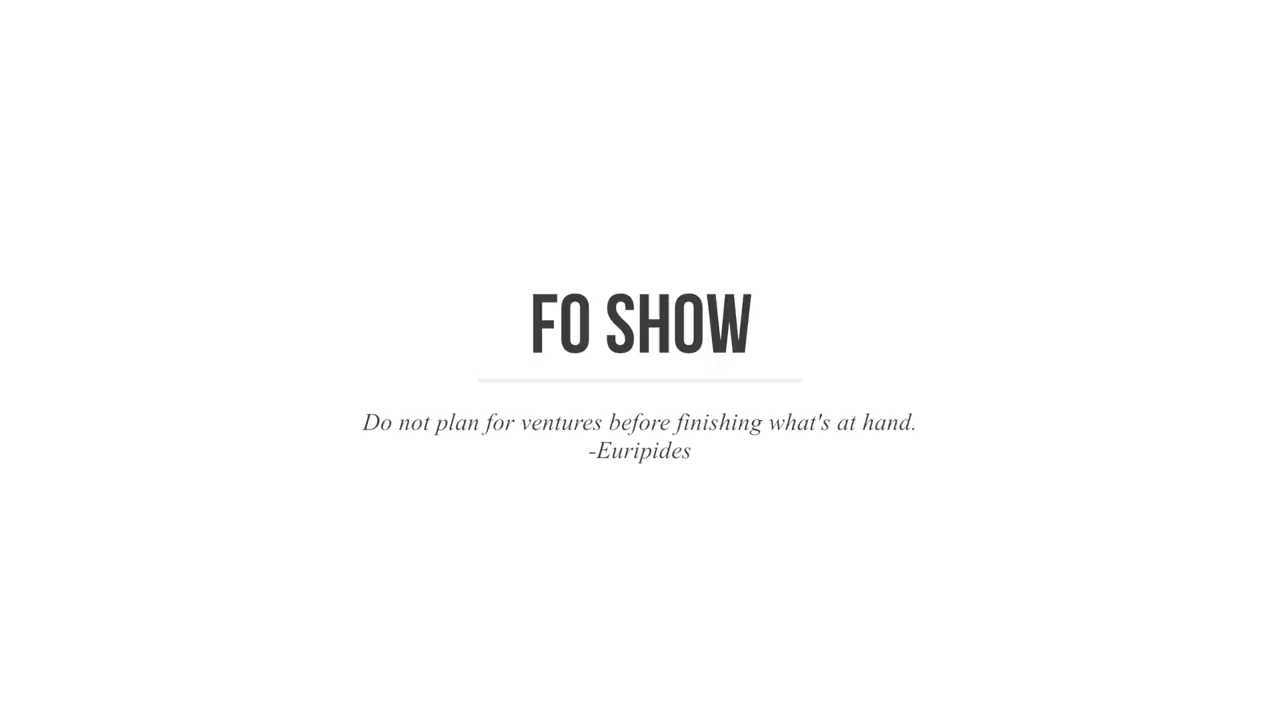 FO SHOW
Do not plan for ventures before finishing what's at hand.
-Euripides